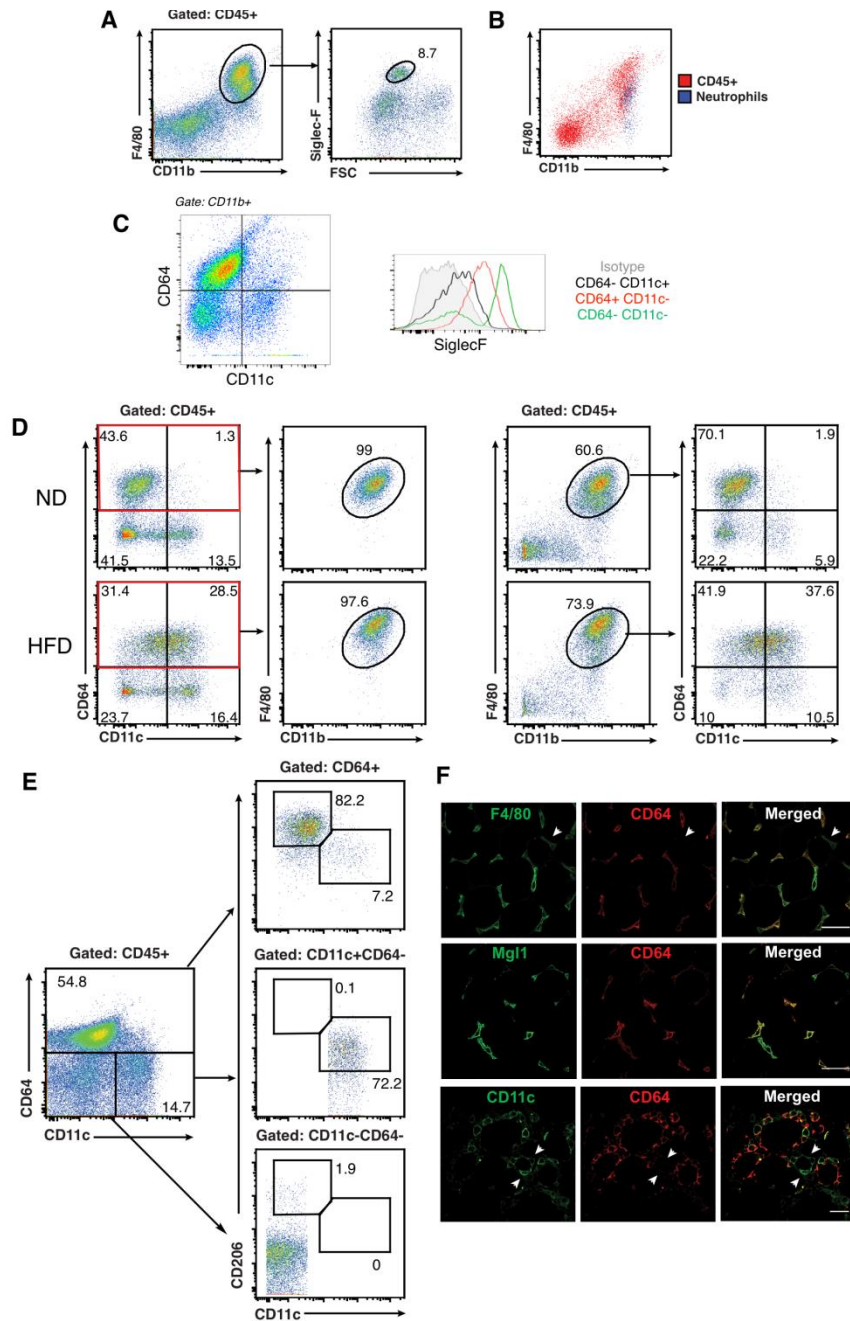 A
Gated: CD45+
F4/80
CD11b
8.7
Siglec-F
FSC
B
F4/80
CD11b
CD45+
Neutrophils
C
Gate: CD11b+
CD64
CD11c
SiglecF
Isotype
CD64- CD11c+
CD64+ CD11c-
CD64- CD11c-
D
Gated: CD45+
Gated: CD45+
ND
43.6
1.3
41.5
13.5
99
60.6
70.1
1.9
22.2
5.9
HFD
31.4
28.5
23.7
16.4
CD64
CD11c
97.6
F4/80
CD11b
73.9
F4/80
CD11b
41.9
37.6
10
10.5
CD64
CD11c
E
Gated: CD45+
54.8
14.7
CD64
CD11c
Gated: CD64+
82.2
7.2
Gated: CD11c+CD64-
0.1
72.2
Gated: CD11c-CD64-
1.9
0
CD206
CD11c
F
F4/80
CD64
Merged
Mgl1
CD64
Merged
CD11c
CD64
Merged